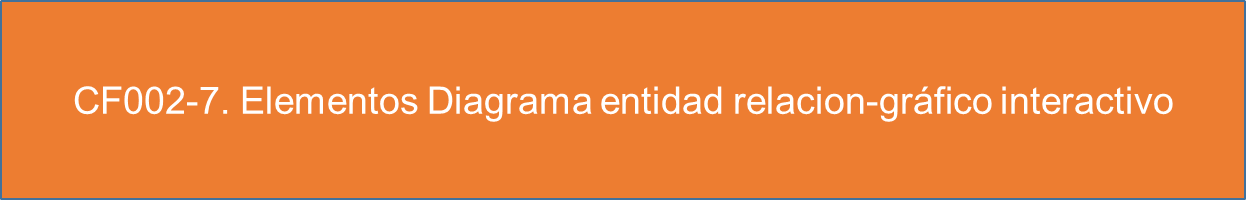 CF002-7. Elementos Diagrama entidad relacion-gráfico interactivo